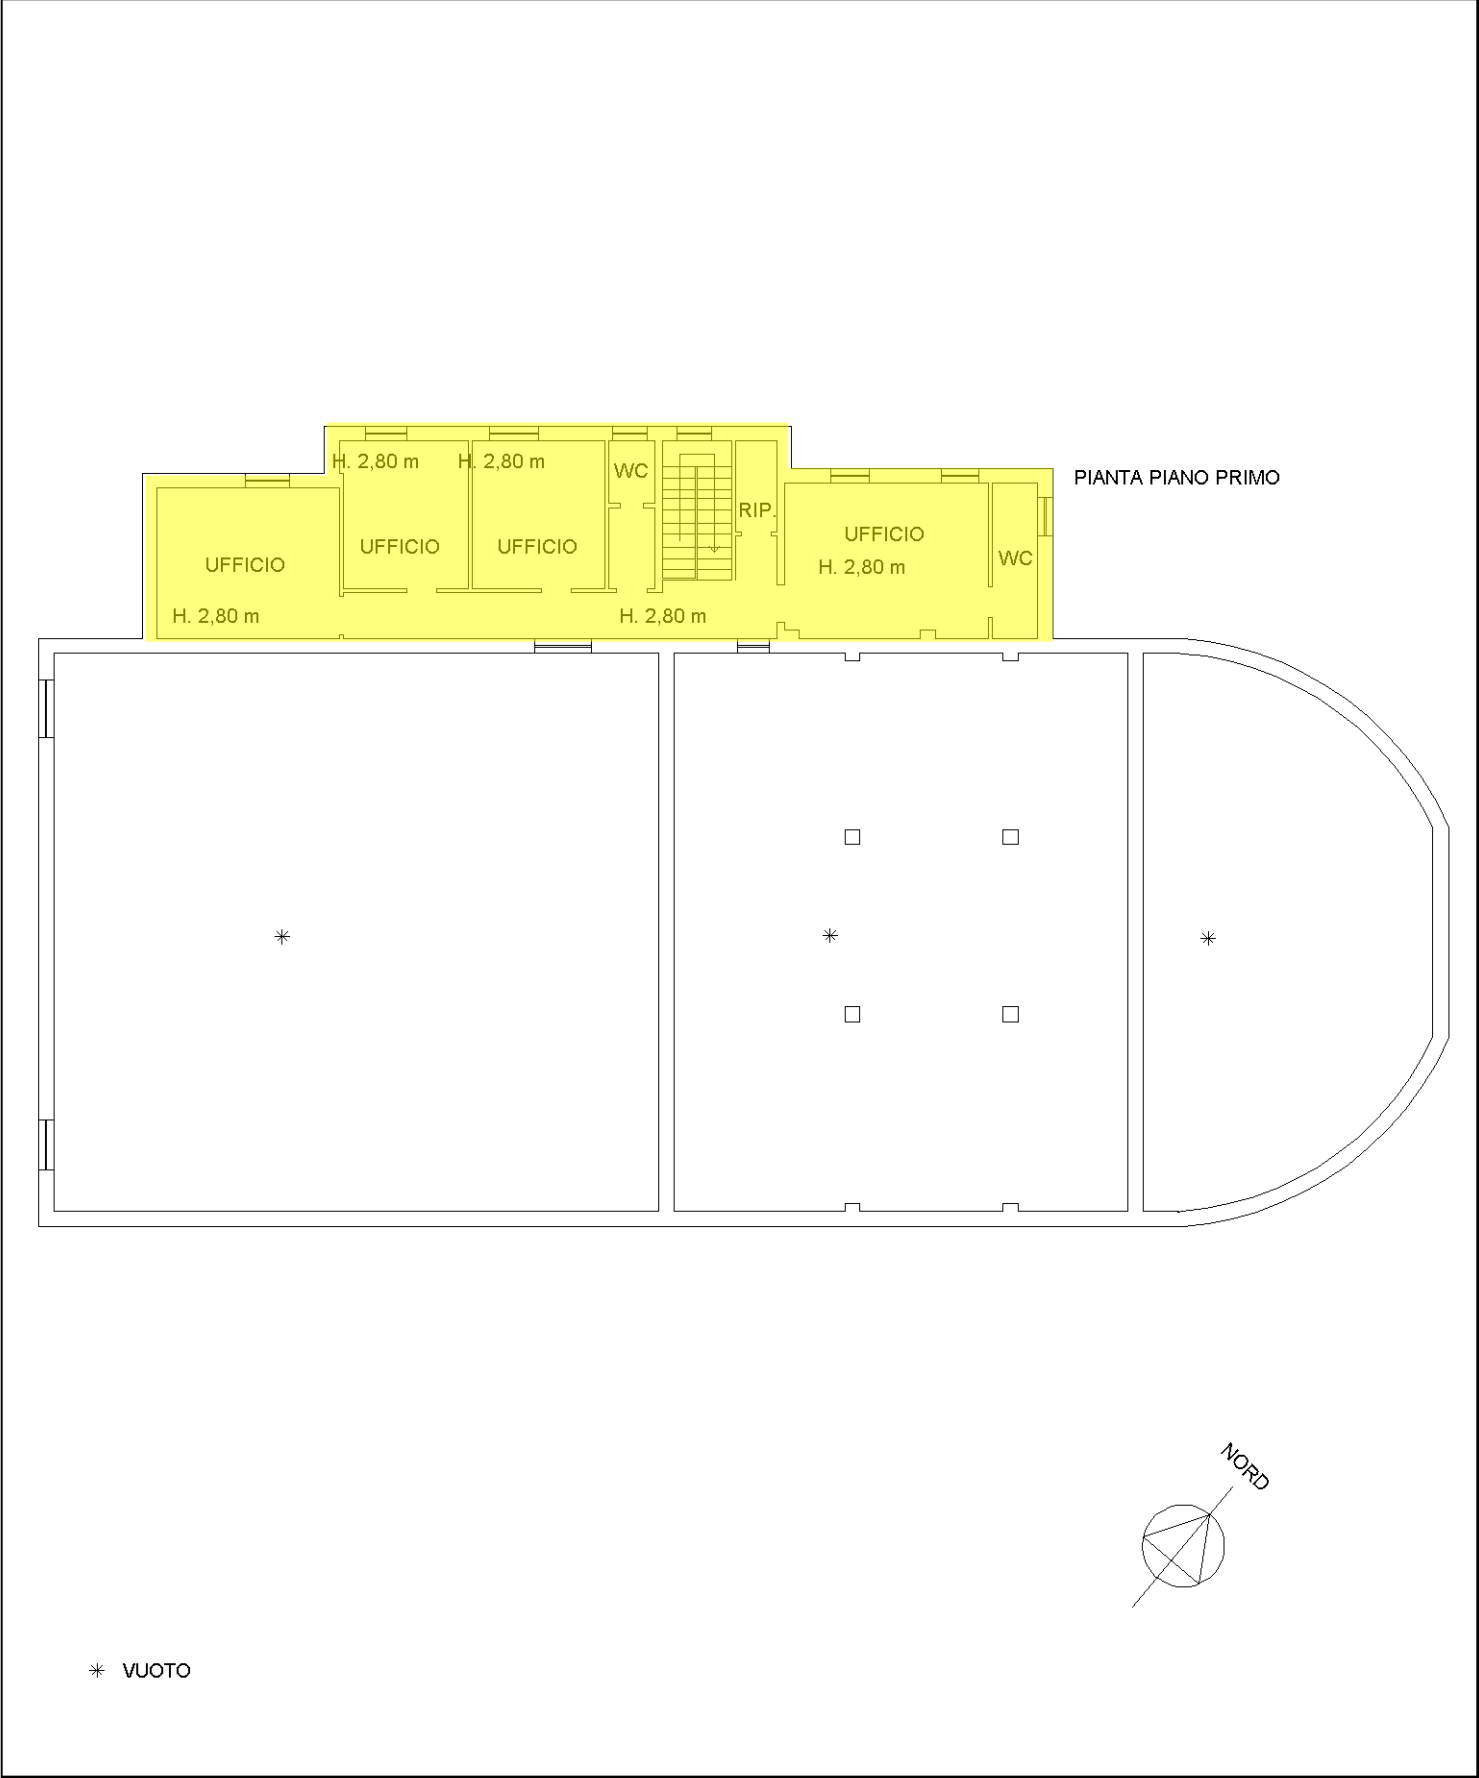 H. 2,80 m
H. 2,80 m
WC
PIANTA PIANO PRIMO
RIP.
UFFICIO
UFFICIO
UFFICIO
UFFICIO
H. 2,80 m
WC
H. 2,80 m
H. 2,80 m
NORD
* VUOTO